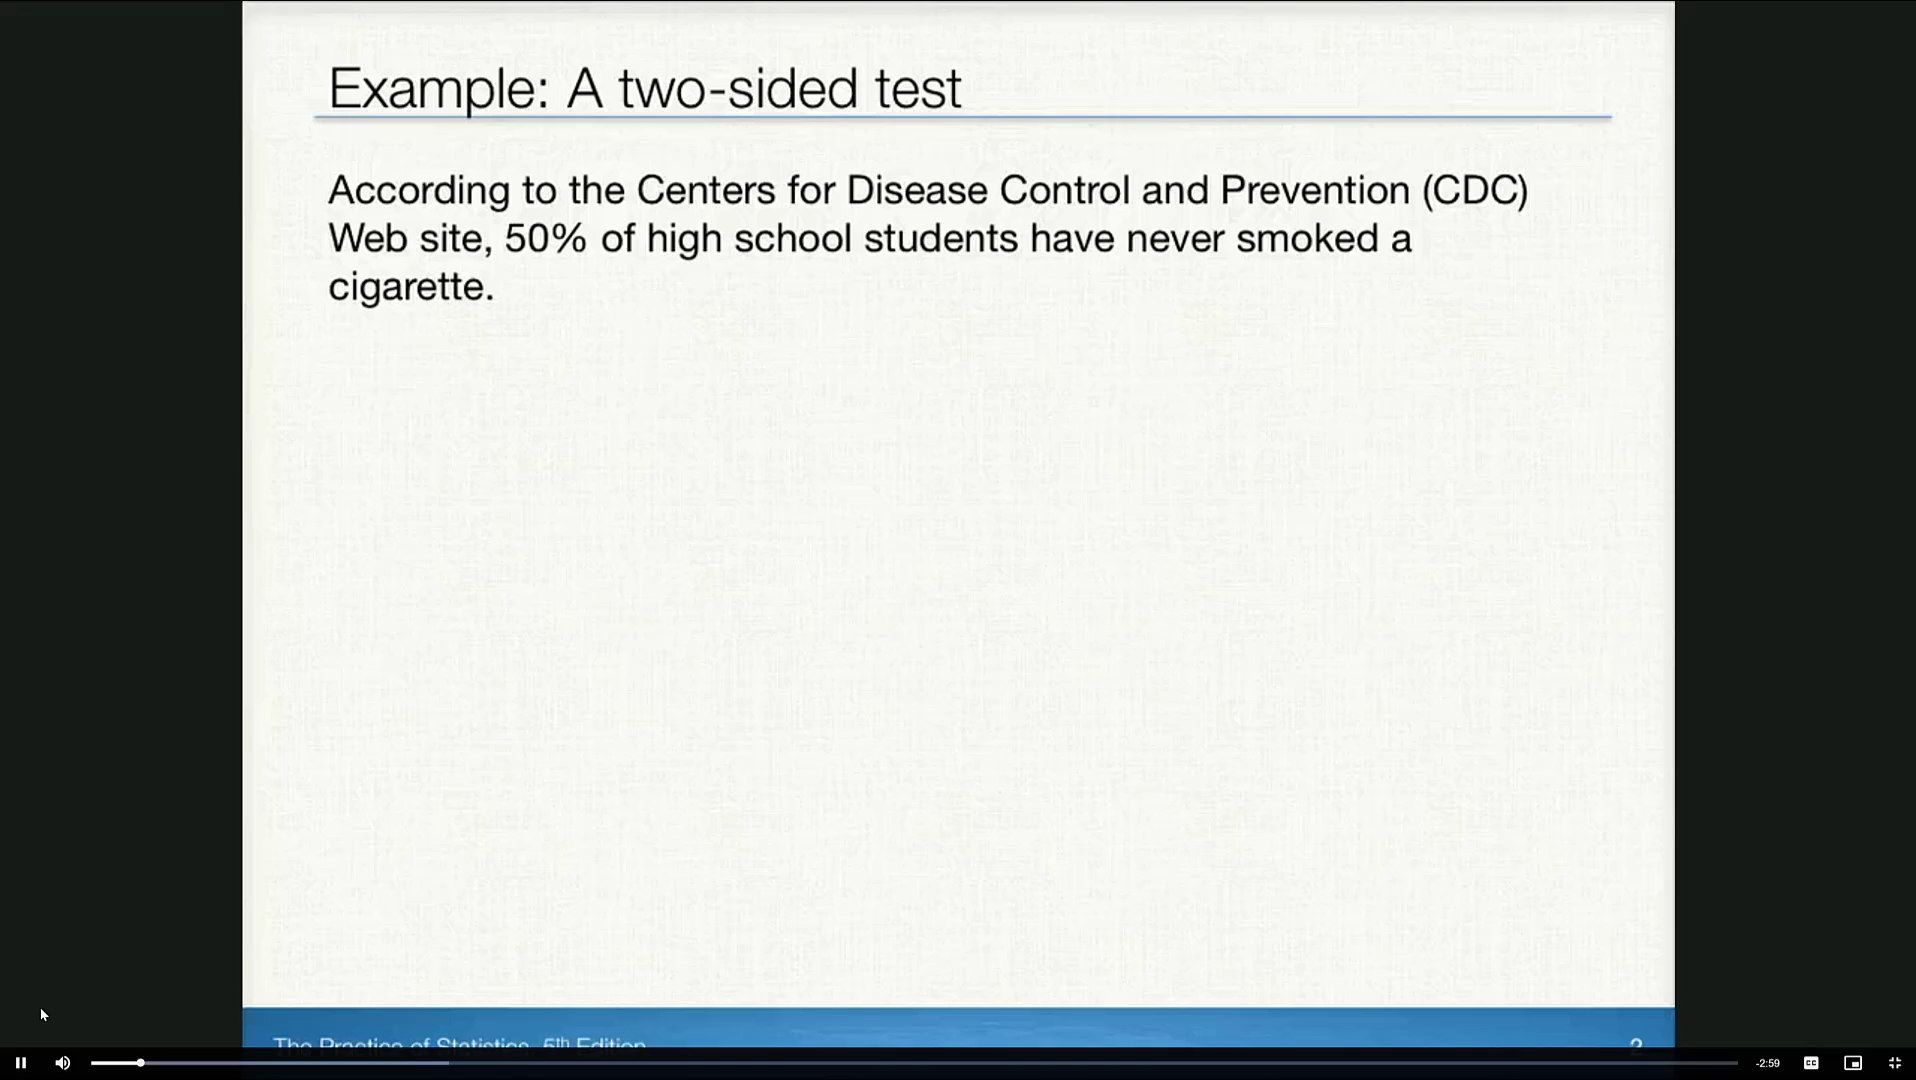 Example: A two-sided test
According to the Centers for Disease Control and Prevention (CDC)
Web site, 50% of high school students have never smoked a
cigarette.
The Practice of Statistics, 5th Edition
2
-2:59
CC